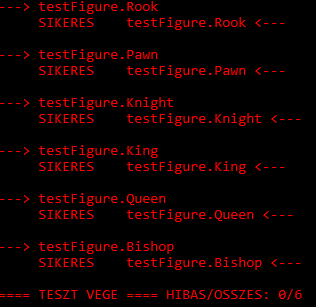 ---> testFigure.Rook
SIKERES testFigure.Rook <---
---> testFigure.Pawn
SIKERES testFigure.Pawn <---
---> testFigure.Knight
SIKERES testFigure.Knight <---
---> testFigure.King
SIKERES testFigure.King <---
---> testFigure.Queen
SIKERES testFigure.Queen <---
---> testFigure.Bishop
SIKERES testFigure.Bishop <---
==== TESZT VEGE ==== HIBAS/OSSZES: 0/6